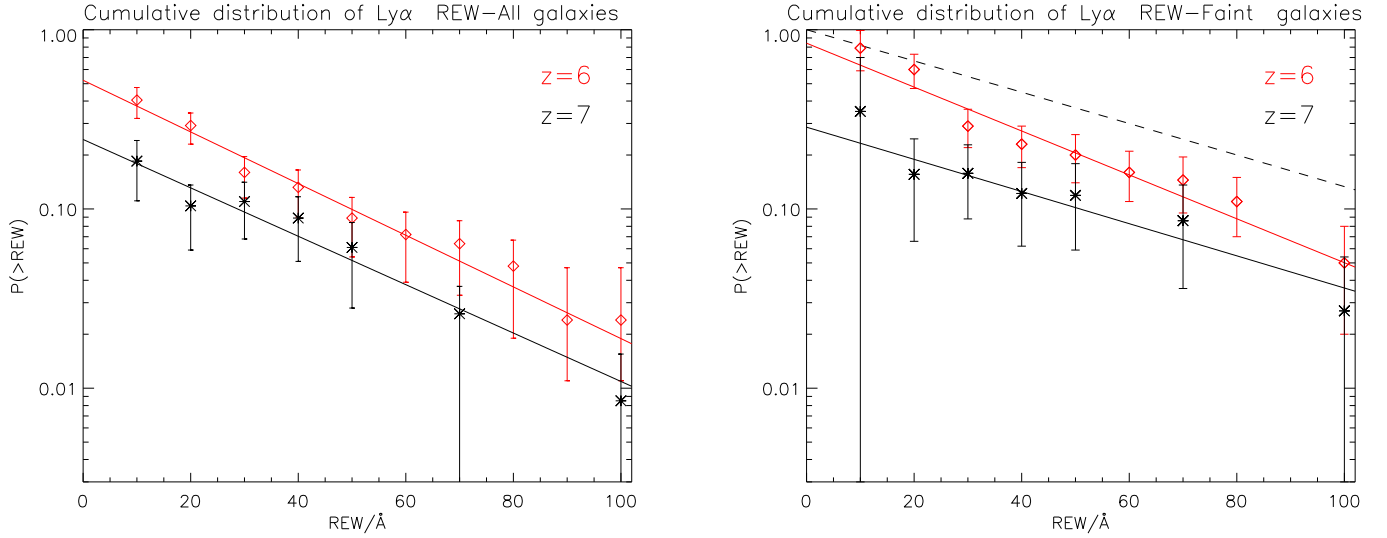 Cumulative distribution of Lyα REW–All galaxies
1.00
0.10
0.01
P(>REW)
z=6
z=7
0 20 40 60 80 100
REW/Å
Cumulative distribution of Lyα REW–Faint galaxies
1.00
0.10
0.01
P(>REW)
z=6
z=7
0 20 40 60 80 100
REW/Å